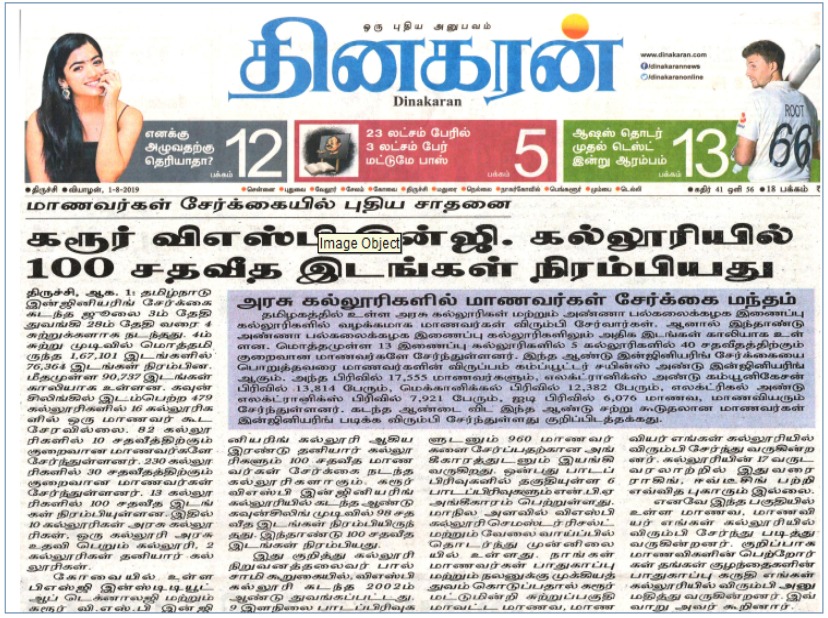 ஒரு புதிய அனுபவம்
தினகரன்
Dinakaran
www.dinakaran.com
/dinakarannews
/dinakaranonline
ROOT
66
எனக்கு
அழுவதற்கு
தெரியாதா?
பக்கம்
12
23 லட்சம் பேரில்
3 லட்சம் பேர்
மட்டுமே பாஸ்
பக்கம்
5
ஆஷஸ் தொடர்
முதல் டெஸ்ட்
இன்று ஆரம்பம்
பக்கம்
13
திருச்சி வியாழன், 1-8-2019
சென்னை புதுவை வேலூர் சேலம் கோவை திருச்சி மதுரை நெல்லை நாகர்கோவில் பெங்களூர் மும்பை டெல்லி
கதிர் 41 ஒளி 56 18 பக்கம்
மாணவர்கள் சேர்க்கையில் புதிய சாதனை
கரூர் விஎஸ்பி இன்ஜி. கல்லூரியில்
Image Object
100 சதவீத இடங்கள் நிரம்பியது
திருச்சி, ஆக. 1: தமிழ்நாடு
இன்ஜினியரிங் சேர்க்கை
கடந்த ஜூலை 3ம் தேதி
துவங்கி 28ம் தேதி வரை 4
சுற்றுக்களாக நடந்தது. 4ம்
சுற்று முடிவில் மொத்தமி
ருந்த 1,67,101 இடங்களில்
76,364 இடங்கள் நிரம்பின.
மீதமுள்ள 90,737 இடங்கள்
காலியாக உள்ளன. கவுன்
சிலிங்கில் இடம்பெற்ற 479
கல்லூரிகளில் 16 கல்லூரிக
ளில் ஒரு மாணவர் கூட
சேரவில்லை. 82 கல்லூ
ரிகளில் 10 சதவீதத்திற்கும்
குறைவான மாணவர்களே
சேர்ந்துள்ளனர். 230 கல்லூ
ரிகளில் 30 சதவீதத்திற்கும்
குறைவான மாணவர்கள்
சேர்ந்துள்ளனர். 13 கல்லூ
ரிகளில் 100 சதவீத இடங்
கள் நிரம்பியுள்ளன. இதில்
10 கல்லூரிகள் அரசு கல்லூ
ரிகள், ஒரு கல்லூரி அரசு
உதவி பெறும் கல்லூரி, 2
கல்லூரிகள் தனியார் கல்
லூரிகள்.
கோவையில் உள்ள
பிஎஸ்ஜி இன்ஸ்டிடியூட்
ஆப் டெக்னாலஜி மற்றும்
கரூர் வி.எஸ்.பி இன்ஜி
அரசு கல்லூரிகளில் மாணவர்கள் சேர்க்கை மந்தம்
தமிழகத்தில் உள்ள அரசு கல்லூரிகள் மற்றும் அண்ணா பல்கலைக்கழக இணைப்பு
கல்லூரிகளில் வழக்கமாக மாணவர்கள் விரும்பி சேர்வார்கள். ஆனால் இந்தாண்டு
அண்ணா பல்கலைக்கழக இணைப்பு கல்லூரிகளிலும் அதிக இடங்கள் காலியாக உள்
ளன. மொத்தமுள்ள 13 இணைப்பு கல்லூரிகளில் 5 கல்லூரிகளில் 40 சதவீதத்திற்கும்
குறைவான மாணவர்களே சேர்ந்துள்ளனர். இந்த ஆண்டு இன்ஜினியரிங் சேர்க்கையை
பொறுத்தவரை மாணவர்களின் விருப்பம் கம்ப்யூட்டர் சயின்ஸ் அண்டு இன்ஜினியரிங்
ஆகும். அந்த பிரிவில் 17,555 மாணவர்களும், எலக்ட்ரானிக்ஸ் அண்டு கம்யூனிகேசன்
பிரிவில் 13,814 பேரும், மெக்கானிக்கல் பிரிவில் 12,382 பேரும், எலக்ட்ரிக்கல் அண்டு
எலக்ட்ரானிக்ஸ் பிரிவில் 7,921 பேரும், ஐடி பிரிவில் 6,076 மாணவ, மாணவியரும்
சேர்ந்துள்ளனர். கடந்த ஆண்டை விட இந்த ஆண்டு சற்று கூடுதலான மாணவர்கள்
இன்ஜினியரிங் படிக்க விரும்பி சேர்ந்துள்ளது குறிப்பிடத்தக்கது.
னியரிங் கல்லூரி ஆகிய
இரண்டு தனியார் கல்லூ
ரிகளும் 100 சதவீத மாண
வர்கள் சேர்க்கை நடந்த
கல்லூரிகளாகும். கரூர்
விஎஸ்பி இன்ஜினியரிங்
கல்லூரியில் கடந்த ஆண்டு
கவுன்சிலிங் முடிவில் 98 சத
வீத இடங்கள் நிரம்பியிருந்
தது. இந்தாண்டு 100 சதவீத
இடங்கள் நிரம்பியது.
இது குறித்து கல்லூரி
நிறுவனத்தலைவர் பால்
சாமி கூறுகையில், விஎஸ்பி
கல்லூரி கடந்த 2002ம்
ஆண்டு துவங்கப்பட்டது.
9 இளநிலை பாடப்பிரிவுக
ளுடனும் 960 மாணவர்
களை சேர்ப்பதற்கான அங்
கீகாரத்துடனும் இயங்கி
வருகிறது. ஒன்பது பாடப்
பிரிவுகளில் தகுதியுள்ள 6
பாடப்பிரிவுகளும் என்.பி.ஏ
அங்கீகாரம் பெற்றுள்ளது.
மாநில அளவில் விஎஸ்பி
கல்லூரி செமஸ்டர் ரிசல்ட்
மற்றும் வேலை வாய்ப்பில்
தொடர்ந்து முன்னிலை
யில் உள்ளது. நாங்கள்
மாணவர்கள் பாதுகாப்பு
மற்றும் நலனுக்கு முக்கியத்
துவம் கொடுப்பதால் கரூர்
மட்டுமின்றி சுற்றுப்பகுதி
மாவட்ட மாணவ, மாண
வியர் எங்கள் கல்லூரியில்
விரும்பி சேர்ந்து வருகின்ற
னர். கல்லூரியின் 17 வருட
வரலாற்றில் இதுவரை
ராகிங், ஈவ்டீசிங் பற்றி
எவ்வித புகாரும் இல்லை.
எனவே இந்த பகுதியில்
உள்ள மாணவ, மாணவி
யர் எங்கள் கல்லூரியில்
விரும்பி சேர்ந்து படித்து
வருகின்றனர். குறிப்பாக
மாணவிகளின் பெற்றோர்
கள் தங்கள் குழந்தைகளின்
பாதுகாப்பு கருதி எங்கள்
கல்லூரியில் விரும்பி அனு
மதித்து வருகின்றனர். இவ்
வாறு அவர் கூறினார்.